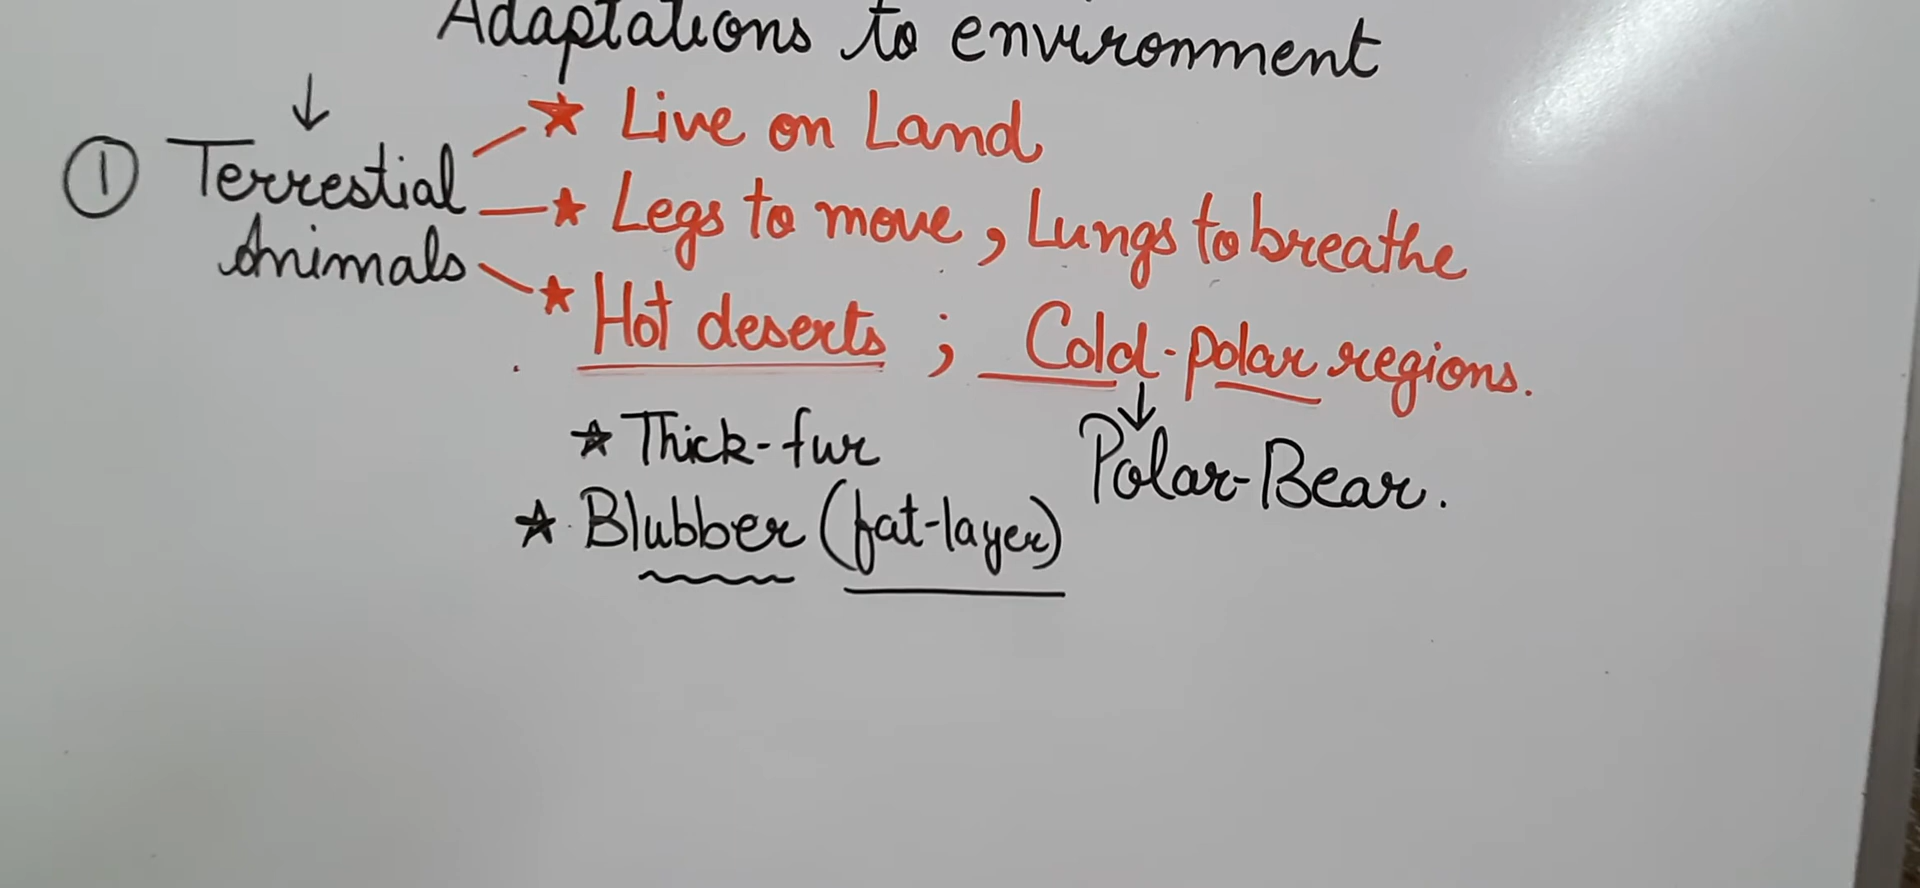 Adaptations to environment
↓
① Terrestial Animals
★ Live on Land
★ Legs to move, Lungs to breathe
★ Hot deserts ; Cold-polar regions.
↓
Polar-Bear.
☆ Thick-fur
☆ Blubber (fat-layer)